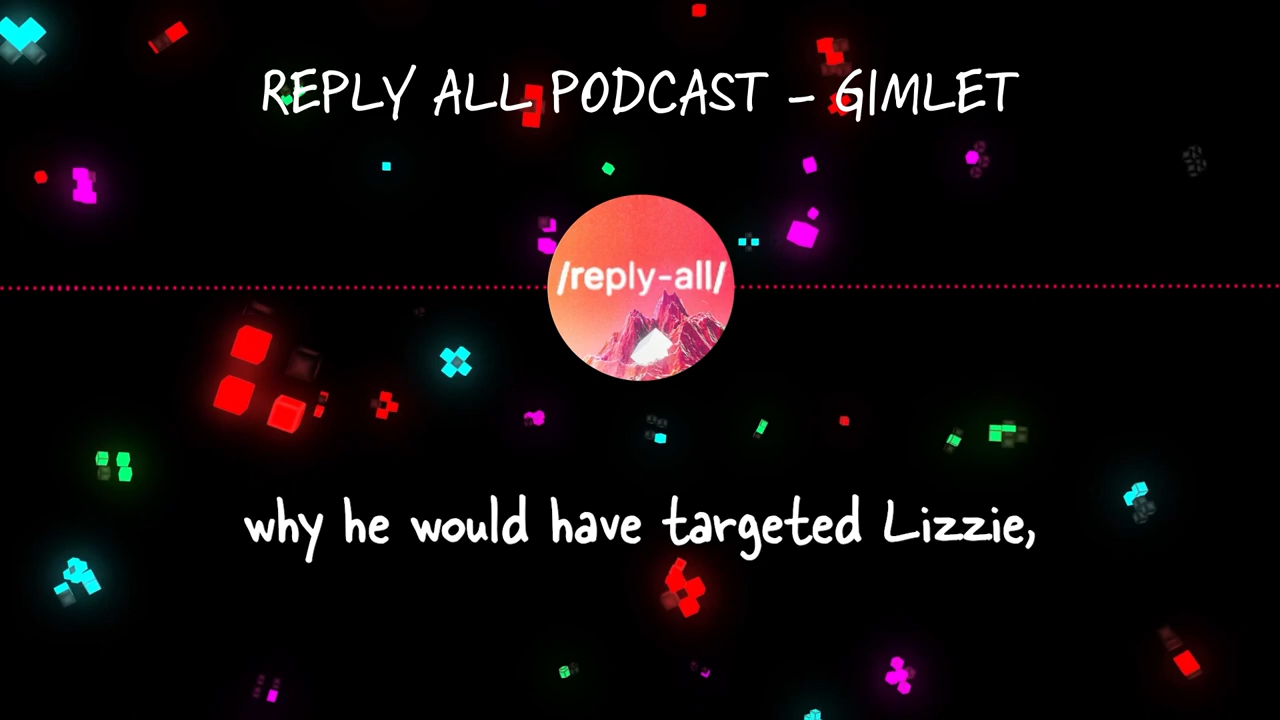 REPLY ALL PODCAST - GIMLET
/reply-all/
why he would have targeted Lizzie,